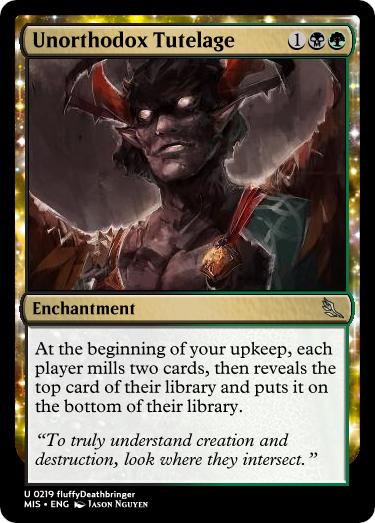 Unorthodox Tutelage 1
Enchantment
At the beginning of your upkeep, each
player mills two cards, then reveals the
top card of their library and puts it on
the bottom of their library.
“To truly understand creation and
destruction, look where they intersect.”
U 0219 fluffyDeathbringer
MIS • ENG JASON NGUYEN